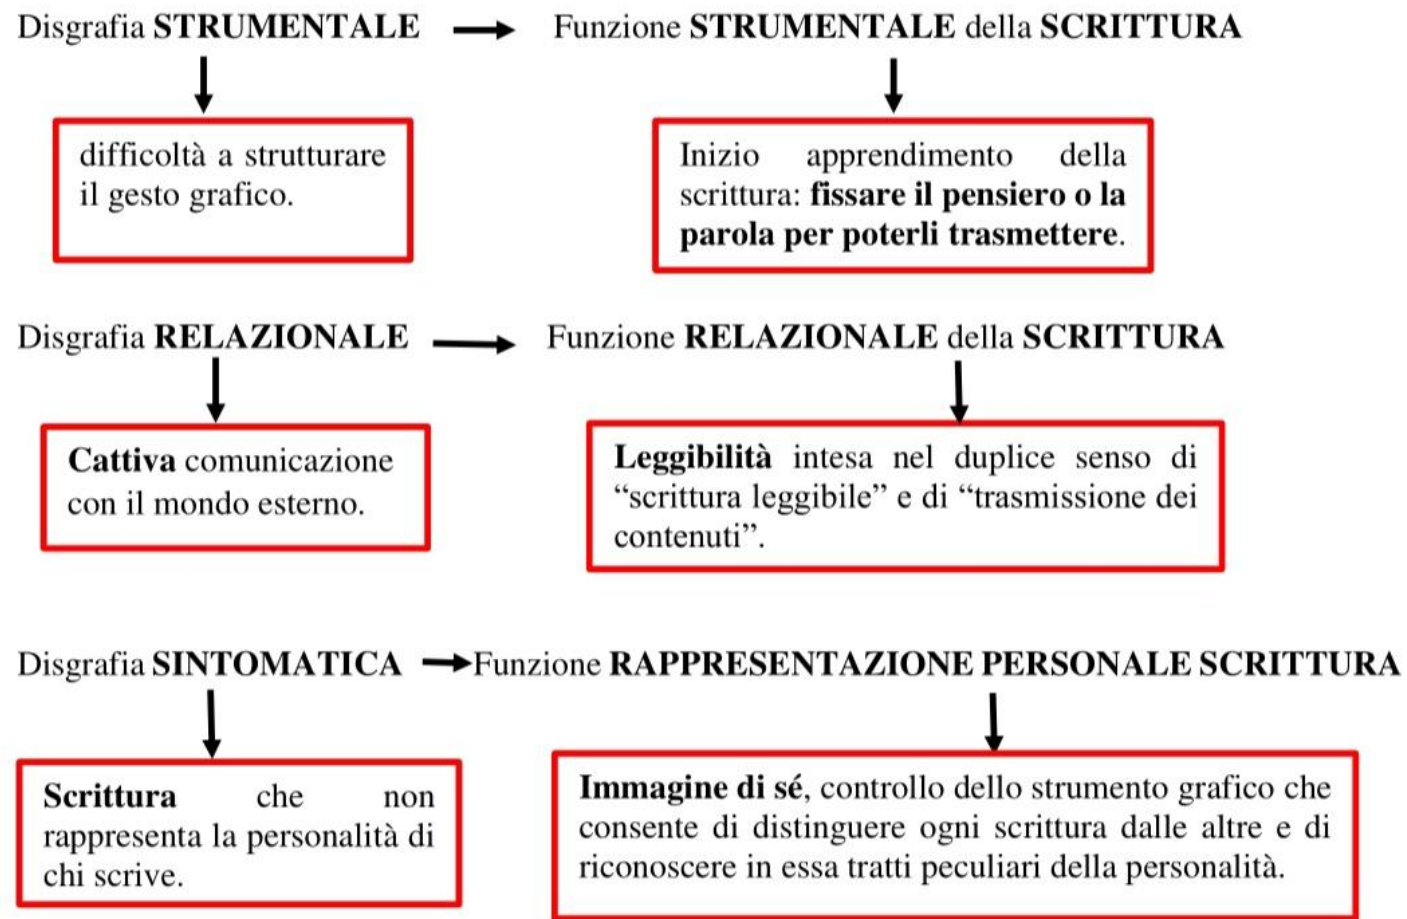 Disgrafia STRUMENTALE Funzione STRUMENTALE della SCRITTURA
difficoltà a strutturare
il gesto grafico.
Inizio apprendimento della
scrittura: fissare il pensiero o la
parola per poterli trasmettere.
Disgrafia RELAZIONALE Funzione RELAZIONALE della SCRITTURA
Cattiva comunicazione
con il mondo esterno.
Leggibilità intesa nel duplice senso di
“scrittura leggibile” e di “trasmissione dei
contenuti”.
Disgrafia SINTOMATICA Funzione RAPPRESENTAZIONE PERSONALE SCRITTURA
Scrittura che non
rappresenta la personalità di
chi scrive.
Immagine di sé, controllo dello strumento grafico che
consente di distinguere ogni scrittura dalle altre e di
riconoscere in essa tratti peculiari della personalità.